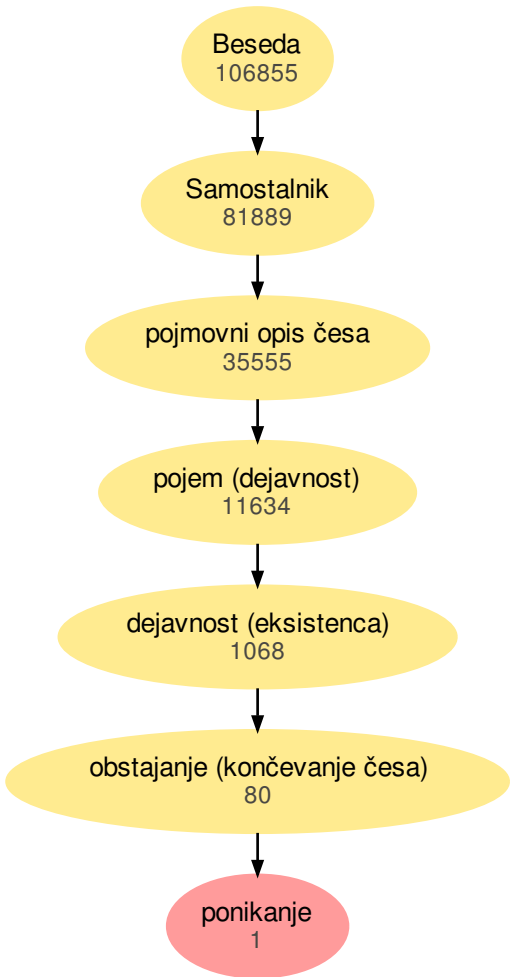 Beseda
106855
Samostalnik
81889
pojmovni opis česa
35555
pojem (dejavnost)
11634
dejavnost (eksistenca)
1068
obstajanje (končevanje česa)
80
ponikanje
1